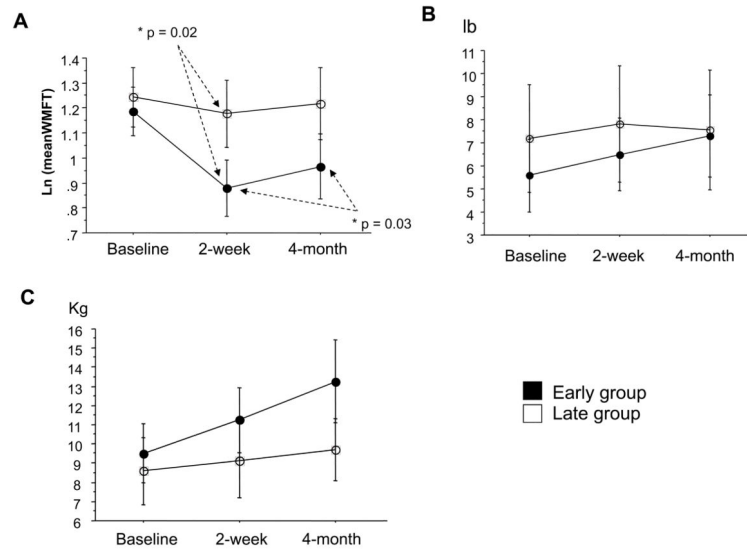 A
* p = 0.02
Ln (meanWMFT)
1.4
1.3
1.2
1.1
1
.9
.8
.7
Baseline
2-week
4-month
* p = 0.03
B
lb
11
10
9
8
7
6
5
4
3
Baseline
2-week
4-month
C
Kg
16
15
14
13
12
11
10
9
8
7
6
Baseline
2-week
4-month
Early group
Late group